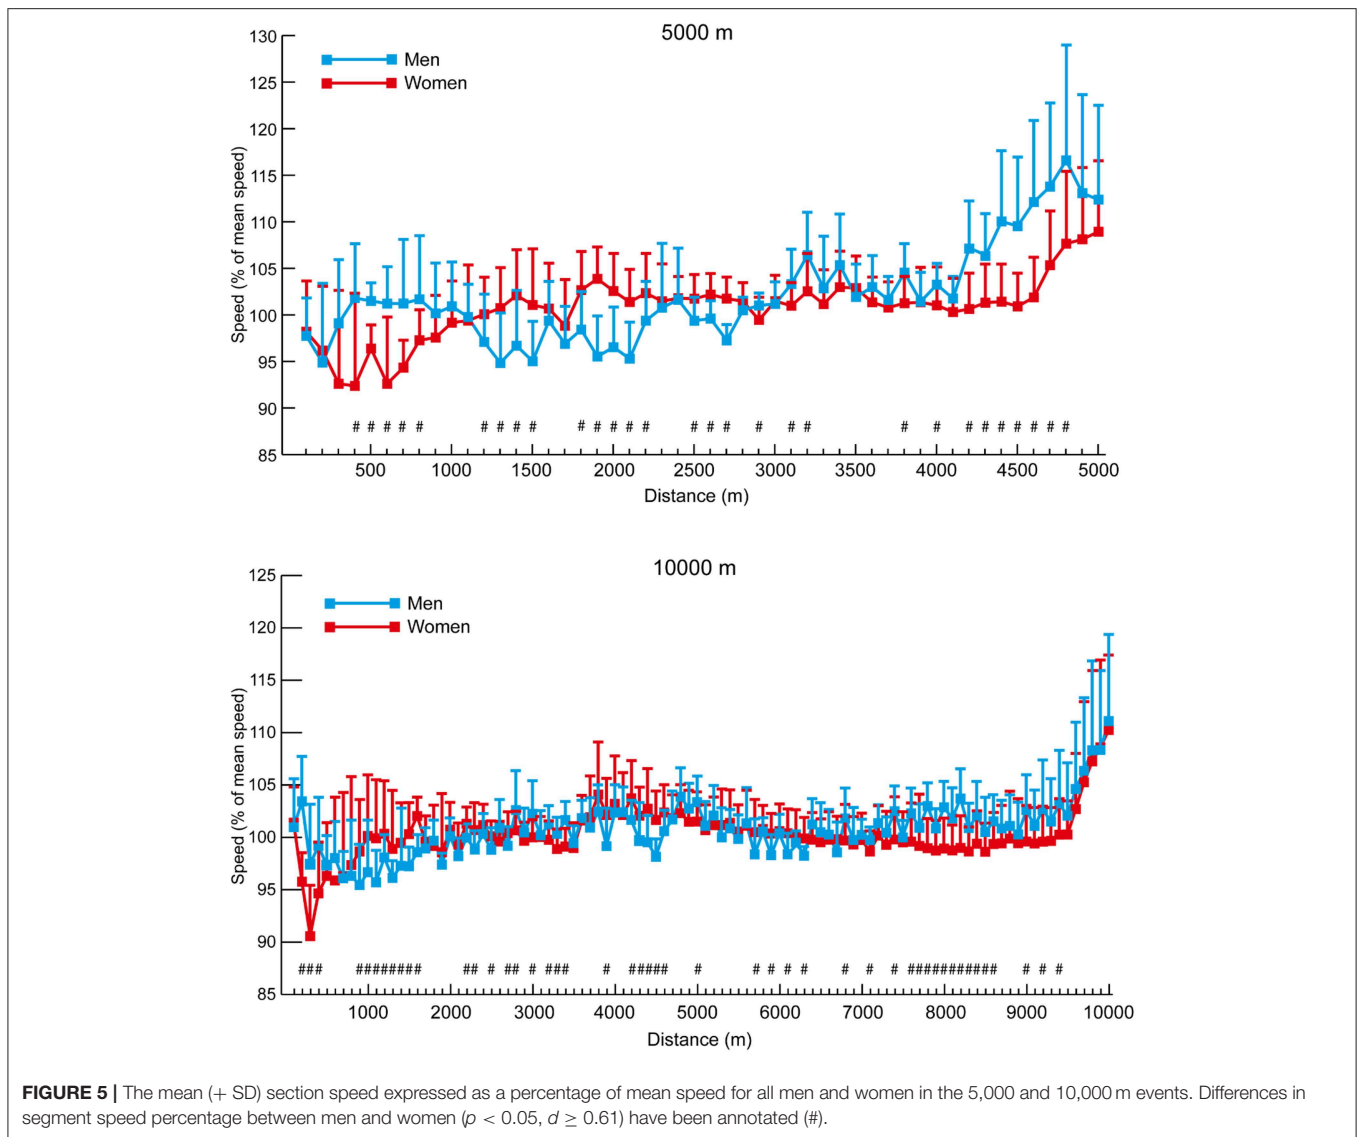 5000 m
130
125
120
115
110
105
100
95
90
85
Speed (% of mean speed)
Men
Women
# # # # # # # # # # # # # # # # # # # # # # # # # # # # #
500 1000 1500 2000 2500 3000 3500 4000 4500 5000
Distance (m)
10000 m
125
120
115
110
105
100
95
90
85
Speed (% of mean speed)
Men
Women
### ######## ## # ## # ### # ##### # # # # # # # # ########### # # #
1000 2000 3000 4000 5000 6000 7000 8000 9000 10000
Distance (m)
FIGURE 5 | The mean (+ SD) section speed expressed as a percentage of mean speed for all men and women in the 5,000 and 10,000 m events. Differences in
segment speed percentage between men and women (p < 0.05, d ≥ 0.61) have been annotated (#).